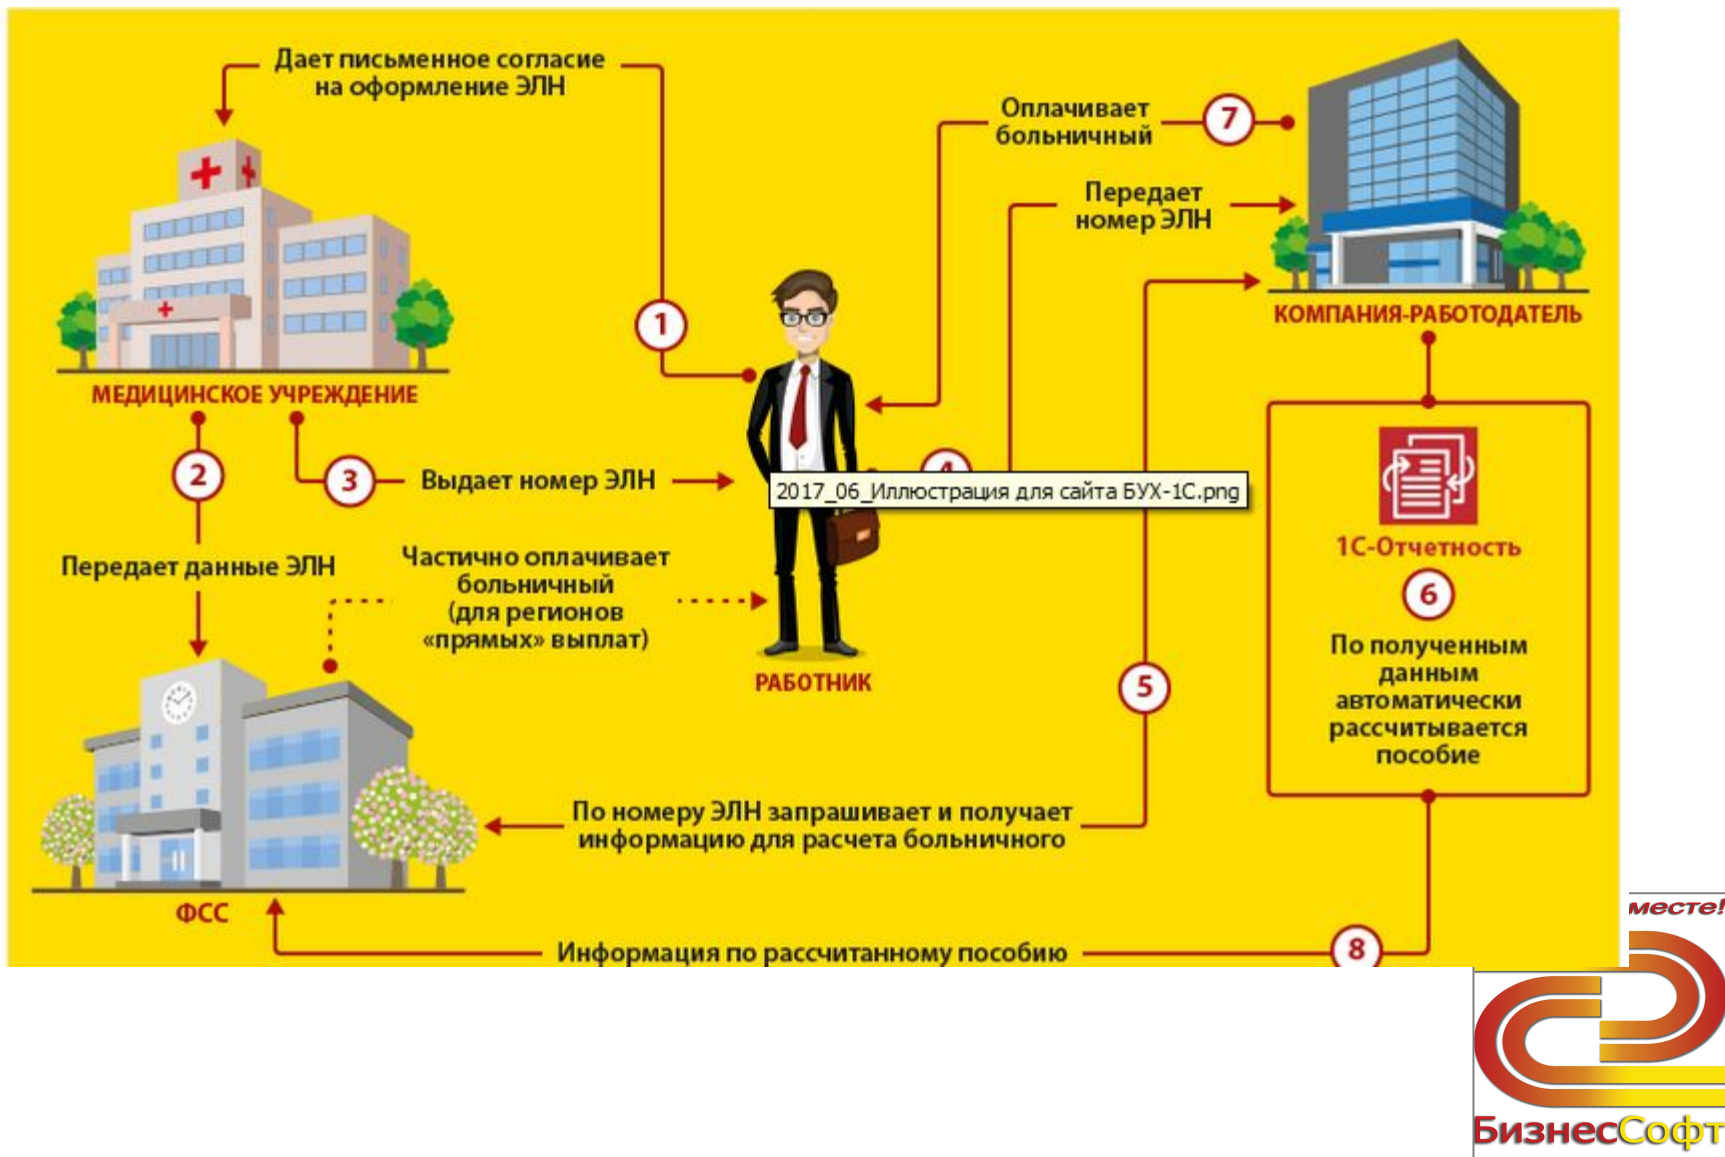 Дает письменное согласие
на оформление ЭЛН
Оплачивает
больничный
7
Передает
номер ЭЛН
1
КОМПАНИЯ-РАБОТОДАТЕЛЬ
МЕДИЦИНСКОЕ УЧРЕЖДЕНИЕ
2
3
Выдает номер ЭЛН
4
2017_06_Иллюстрация для сайта БУХ-1С.png
1С-Отчетность
6
По полученным
данным
автоматически
рассчитывается
пособие
Передает данные ЭЛН
Частично оплачивает
больничный
(для регионов
«прямых» выплат)
РАБОТНИК
5
По номеру ЭЛН запрашивает и получает
информацию для расчета больничного
ФСС
Информация по рассчитанному пособию
8
месте!
БизнесСофт